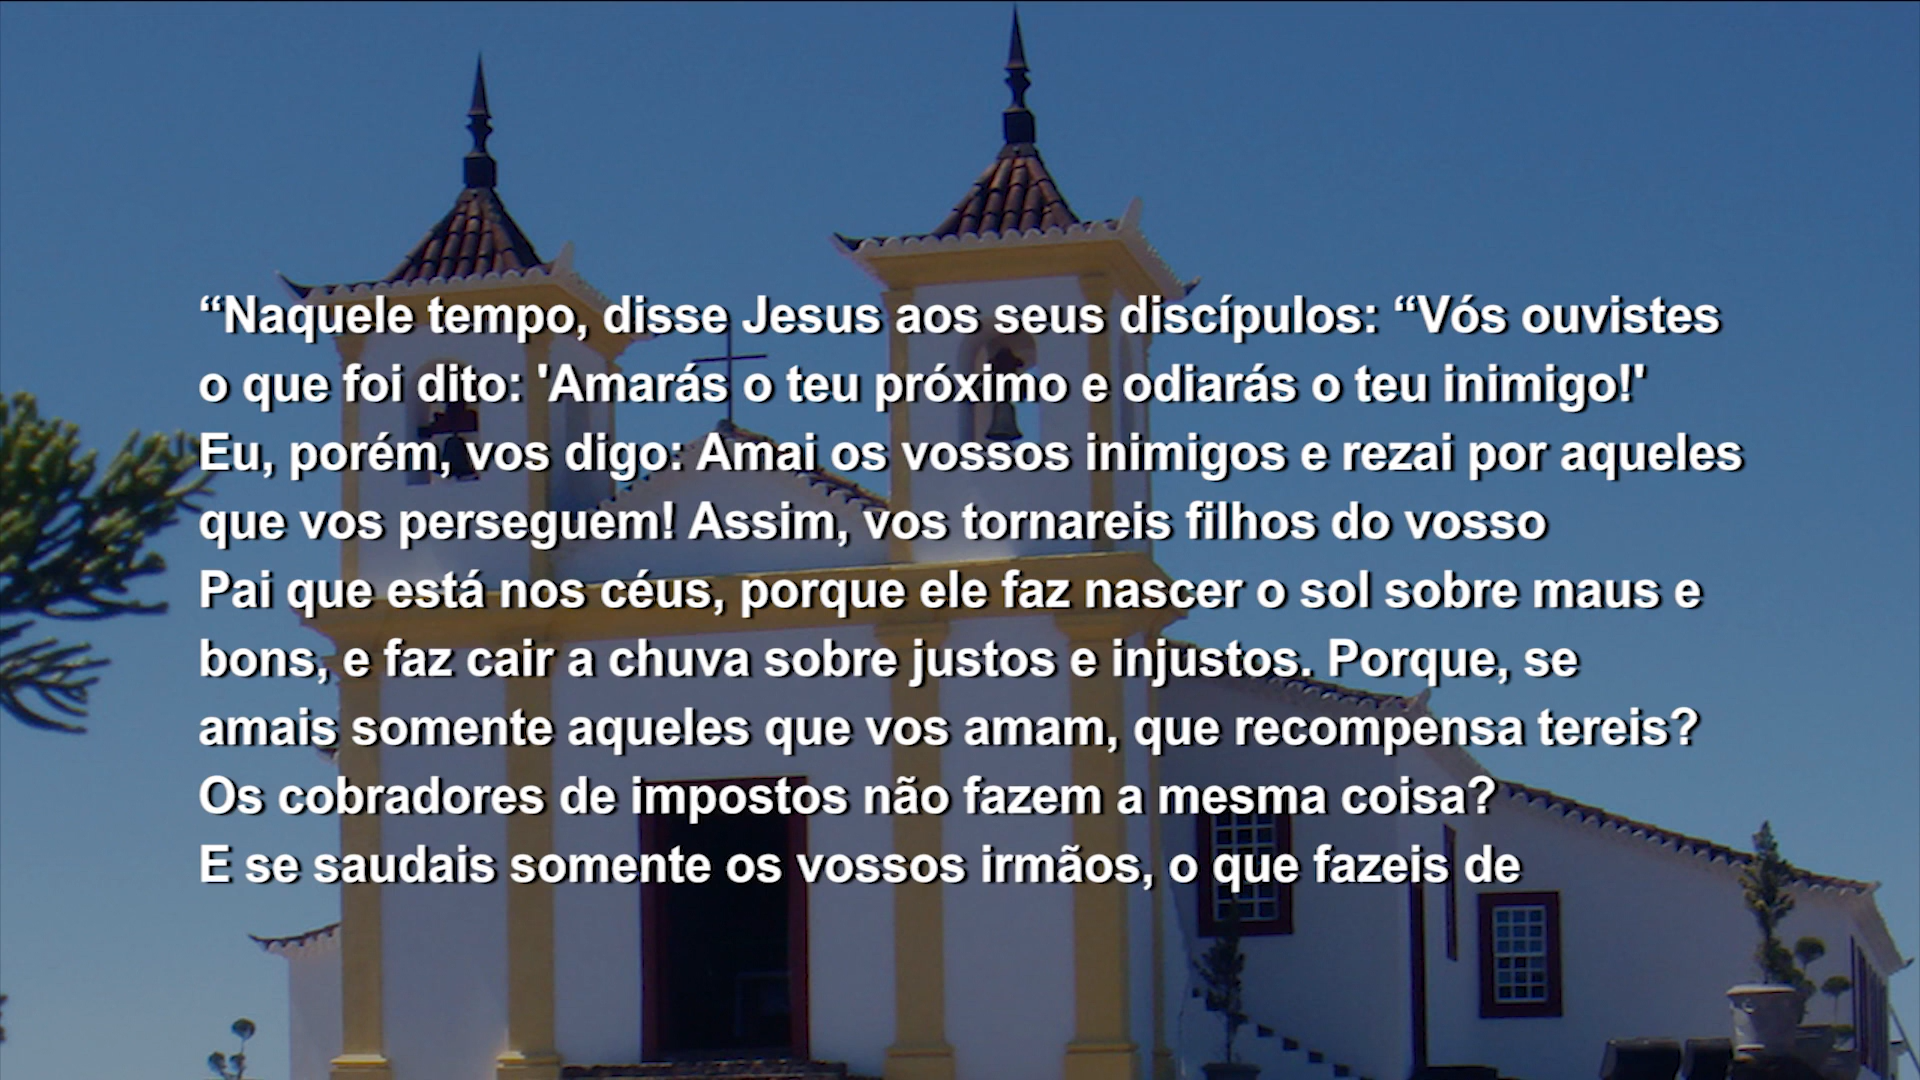 “Naquele tempo, disse Jesus aos seus discípulos: “Vós ouvistes
o que foi dito: 'Amarás o teu próximo e odiarás o teu inimigo!'
Eu, porém, vos digo: Amai os vossos inimigos e rezai por aqueles
que vos perseguem! Assim, vos tornareis filhos do vosso
Pai que está nos céus, porque ele faz nascer o sol sobre maus e
bons, e faz cair a chuva sobre justos e injustos. Porque, se
amais somente aqueles que vos amam, que recompensa tereis?
Os cobradores de impostos não fazem a mesma coisa?
E se saudais somente os vossos irmãos, o que fazeis de